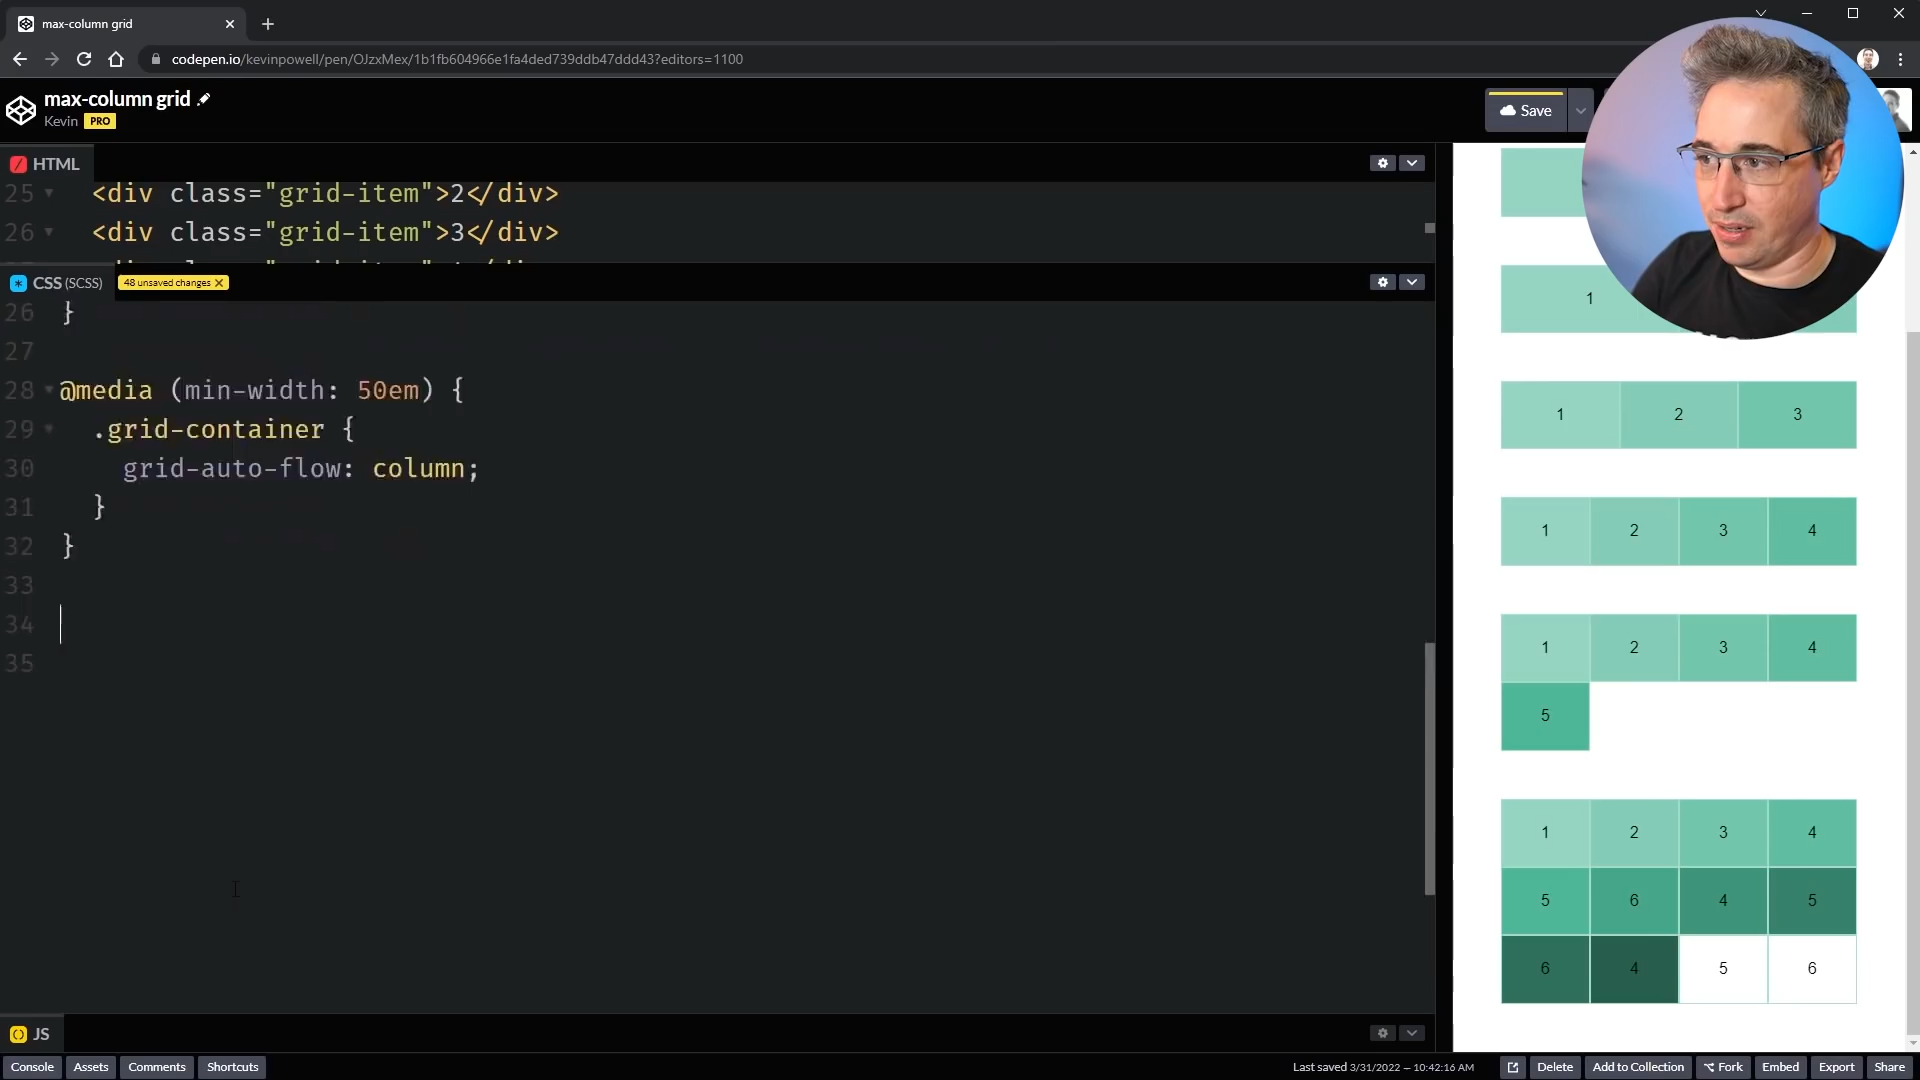 max-column grid
codepen.io/kevinpowell/pen/OJzxMex/1b1fb604966e1fa4ded739ddb47ddd43?editors=1100
max-column grid
Kevin PRO
Save
HTML
25 <div class="grid-item">2</div>
26 <div class="grid-item">3</div>
CSS (SCSS) 48 unsaved changes
26 }
27
28 @media (min-width: 50em) {
29 .grid-container {
30 grid-auto-flow: column;
31 }
32 }
33
34
35
JS
1
1 2 3
1 2 3 4
1 2 3 4
5
1 2 3 4
5 6 4 5
6 4 5 6
Console Assets Comments Shortcuts
Last saved 3/31/2022 — 10:42:16 AM
Delete Add to Collection Fork Embed Export Share